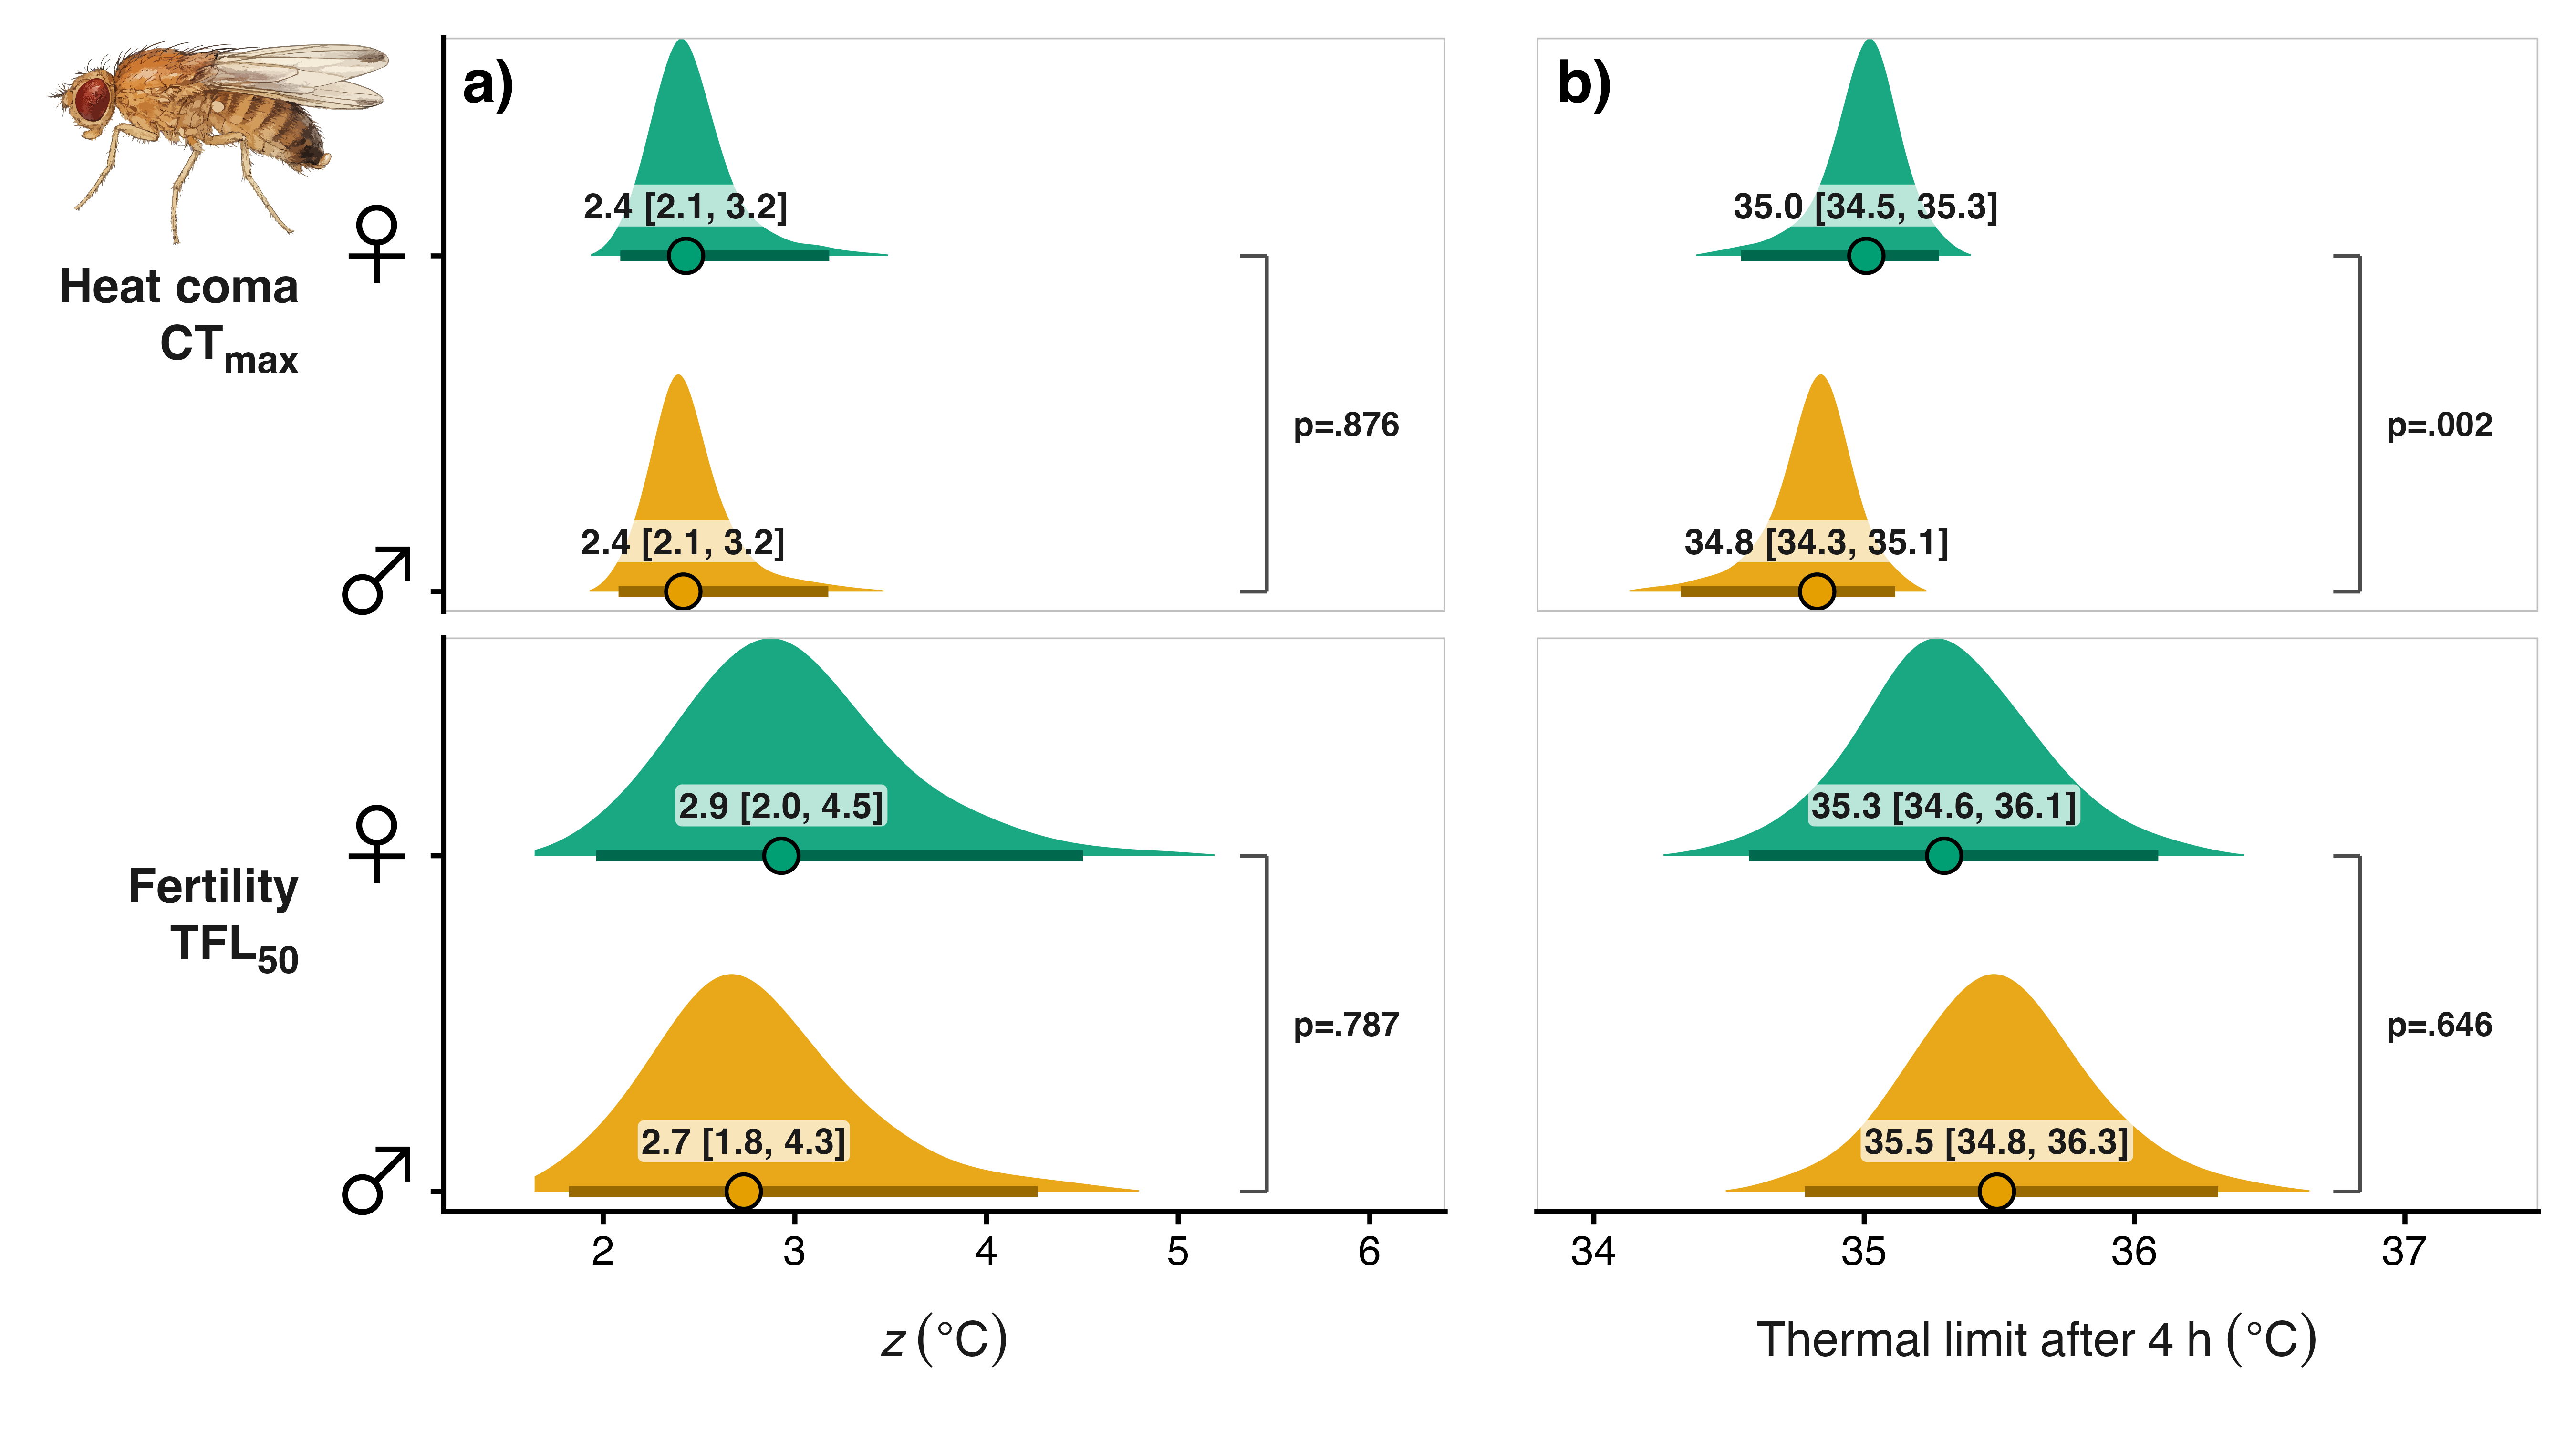 a)
b)
♀
Heat coma
CTmax
♂
2.4 [2.1, 3.2]
p=.876
2.4 [2.1, 3.2]
35.0 [34.5, 35.3]
p=.002
34.8 [34.3, 35.1]
♀
Fertility
TFL50
♂
2.9 [2.0, 4.5]
p=.787
2.7 [1.8, 4.3]
35.3 [34.6, 36.1]
p=.646
35.5 [34.8, 36.3]
2 3 4 5 6
34 35 36 37
z (°C)
Thermal limit after 4 h (°C)